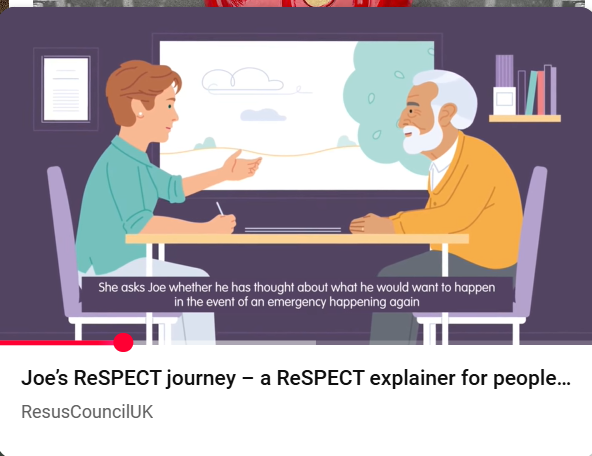 She asks Joe whether he has thought about what he would want to happen
in the event of an emergency happening again
Joe’s ReSPECT journey – a ReSPECT explainer for people...
ResusCouncilUK